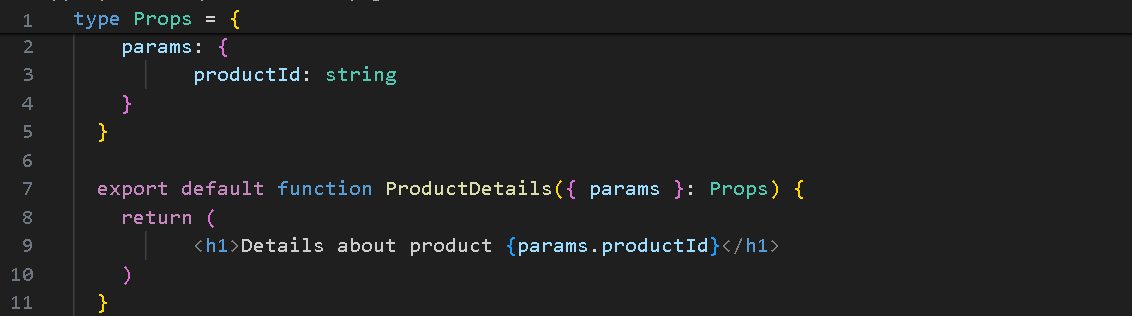 1 type Props = {
2 params: {
3 productId: string
4 }
5 }
6
7 export default function ProductDetails({ params }: Props) {
8 return (
9 <h1>Details about product {params.productId}</h1>
10 )
11 }